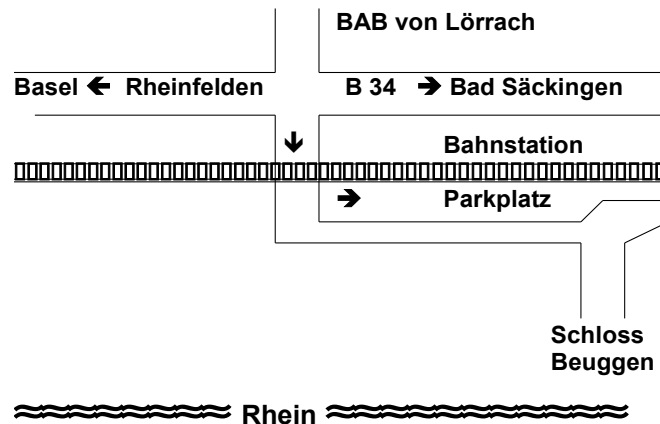 BAB von Lörrach
Basel ← Rheinfelden B 34 → Bad Säckingen
Bahnstation
Parkplatz
Schloss
Beuggen
Rhein